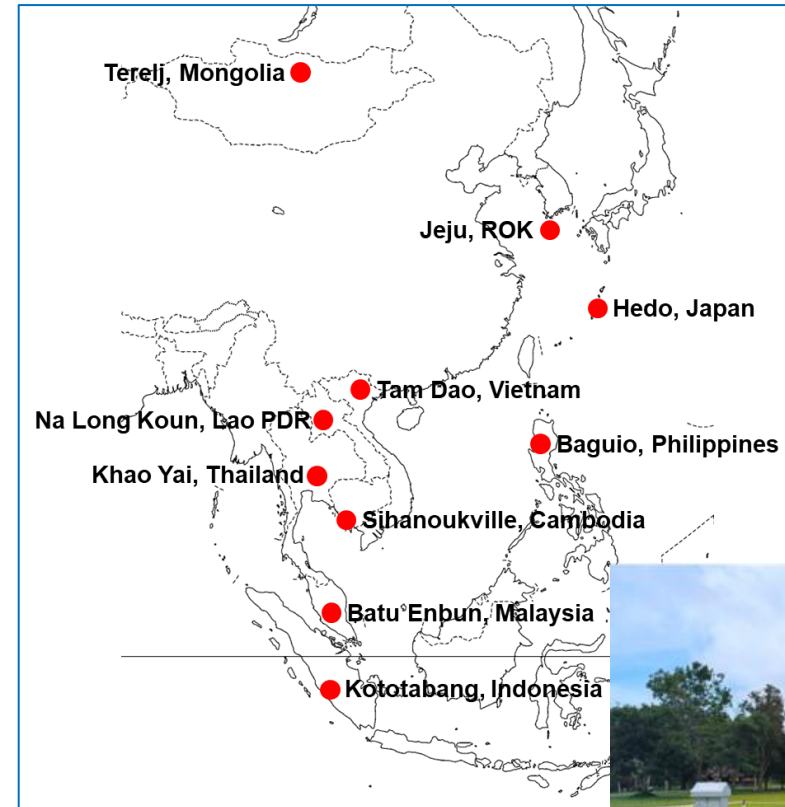 Terelj, Mongolia
Jeju, ROK
Hedo, Japan
Tam Dao, Vietnam
Na Long Koun, Lao PDR
Baguio, Philippines
Khao Yai, Thailand
Sihanoukville, Cambodia
Batu Enbun, Malaysia
Kototabang, Indonesia